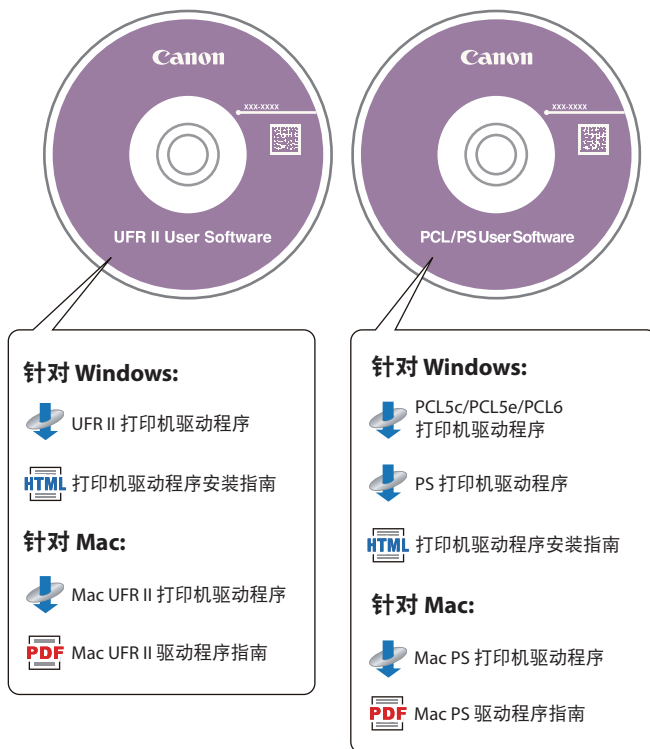 Canon
XXX-XXXX
UFR II User Software
针对 Windows:
UFR II 打印机驱动程序
HTML 打印机驱动程序安装指南
针对 Mac:
Mac UFR II 打印机驱动程序
PDF Mac UFR II 驱动程序指南
Canon
XXX-XXXX
PCL/PS User Software
针对 Windows:
PCL5c/PCL5e/PCL6
打印机驱动程序
PS 打印机驱动程序
HTML 打印机驱动程序安装指南
针对 Mac:
Mac PS 打印机驱动程序
PDF Mac PS 驱动程序指南